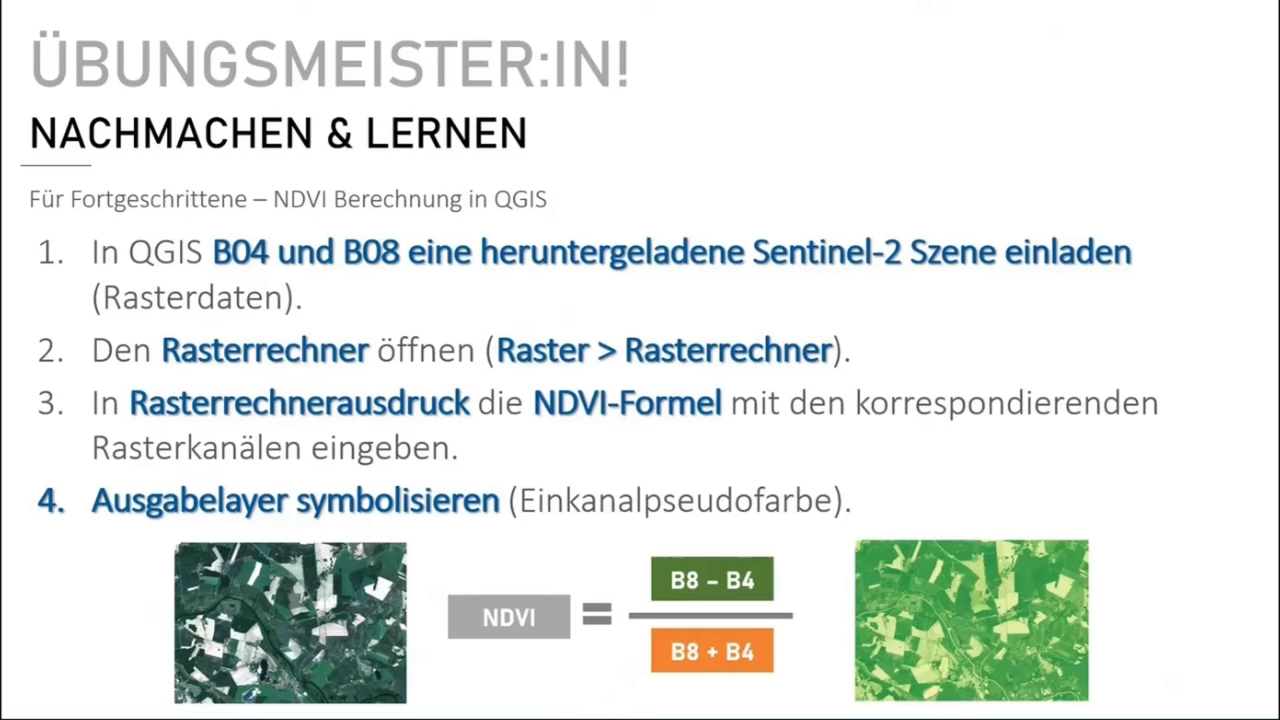 ÜBUNGSMEISTER:IN!
NACHMACHEN & LERNEN
Für Fortgeschrittene – NDVI Berechnung in QGIS
1. In QGIS B04 und B08 eine heruntergeladene Sentinel-2 Szene einladen
(Rasterdaten).
2. Den Rasterrechner öffnen (Raster > Rasterrechner).
3. In Rasterrechnerausdruck die NDVI-Formel mit den korrespondierenden
Rasterkanälen eingeben.
4. Ausgabelayer symbolisieren (Einkanalpseudofarbe).
B8 – B4
NDVI =
B8 + B4